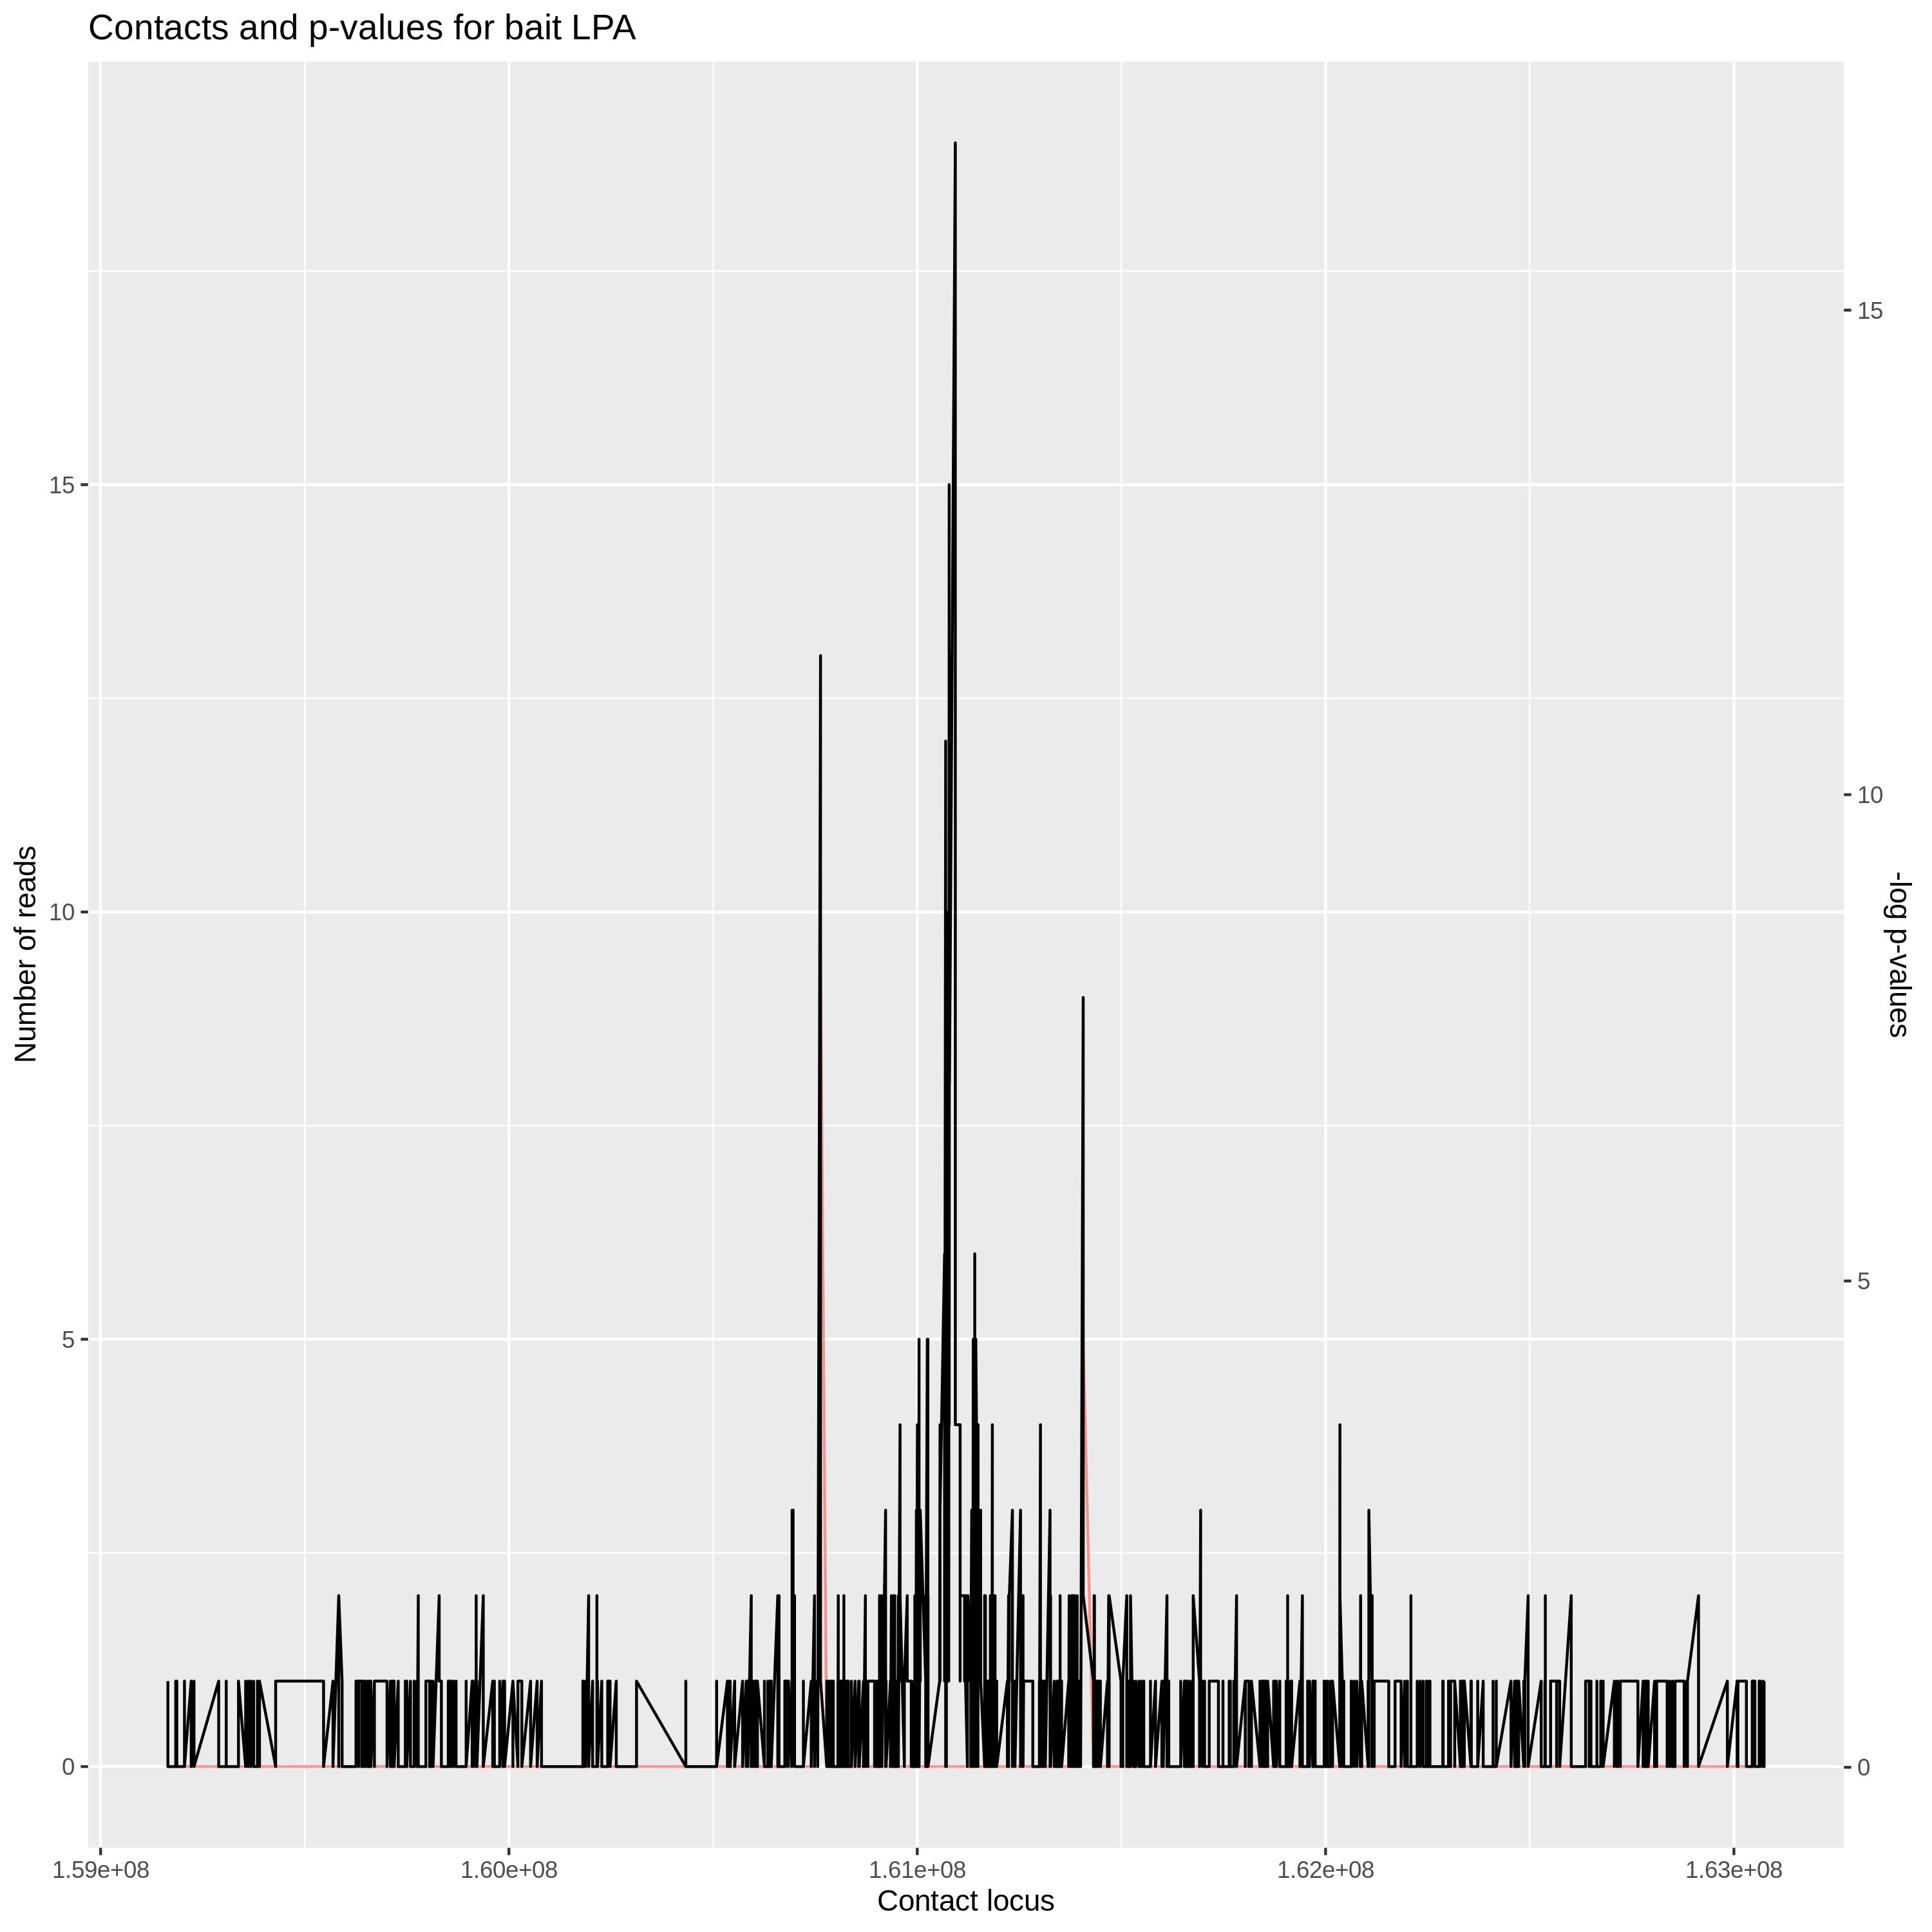 Contacts and p-values for bait LPA
Number of reads
15
10
5
0
15
10
5
0
-log p-values
1.59e+08
1.60e+08
1.61e+08
1.62e+08
1.63e+08
Contact locus